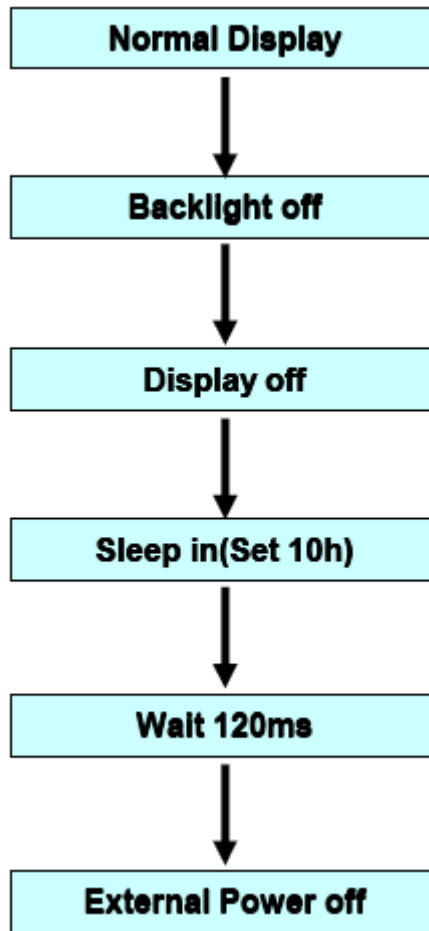 Normal Display
Backlight off
Display off
Sleep in(Set 10h)
Wait 120ms
External Power off